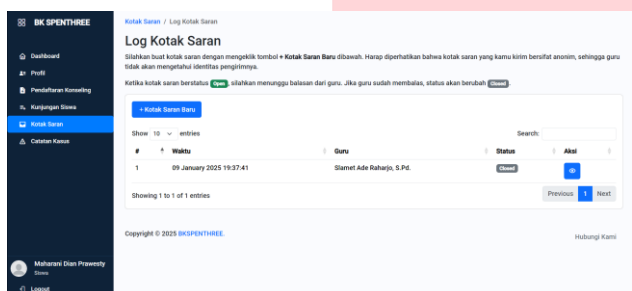 BK SPENTHREE
Dashboard
Profil
Pendaftaran Konseling
Kunjungan Siswa
Kotak Saran
Catatan Kasus
Maharani Dian Prawesty
Siswa
Logout
Kotak Saran / Log Kotak Saran
Log Kotak Saran
Silahkan buat kotak saran dengan mengeklik tombol + Kotak Saran Baru dibawah. Harap diperhatikan bahwa kotak saran yang kamu kirim bersifat anonim, sehingga guru
tidak akan mengetahui identitas pengirimnya.
Ketika kotak saran berstatus Open, silahkan menunggu balasan dari guru. Jika guru sudah membalas, status akan berubah Closed.
+ Kotak Saran Baru
Show 10 entries Search:
# Waktu Guru Status Aksi
1 09 January 2025 19:37:41 Slamet Ade Raharjo, S.Pd. Closed
Showing 1 to 1 of 1 entries Previous 1 Next
Copyright © 2025 BKSPENTHREE. Hubungi Kami